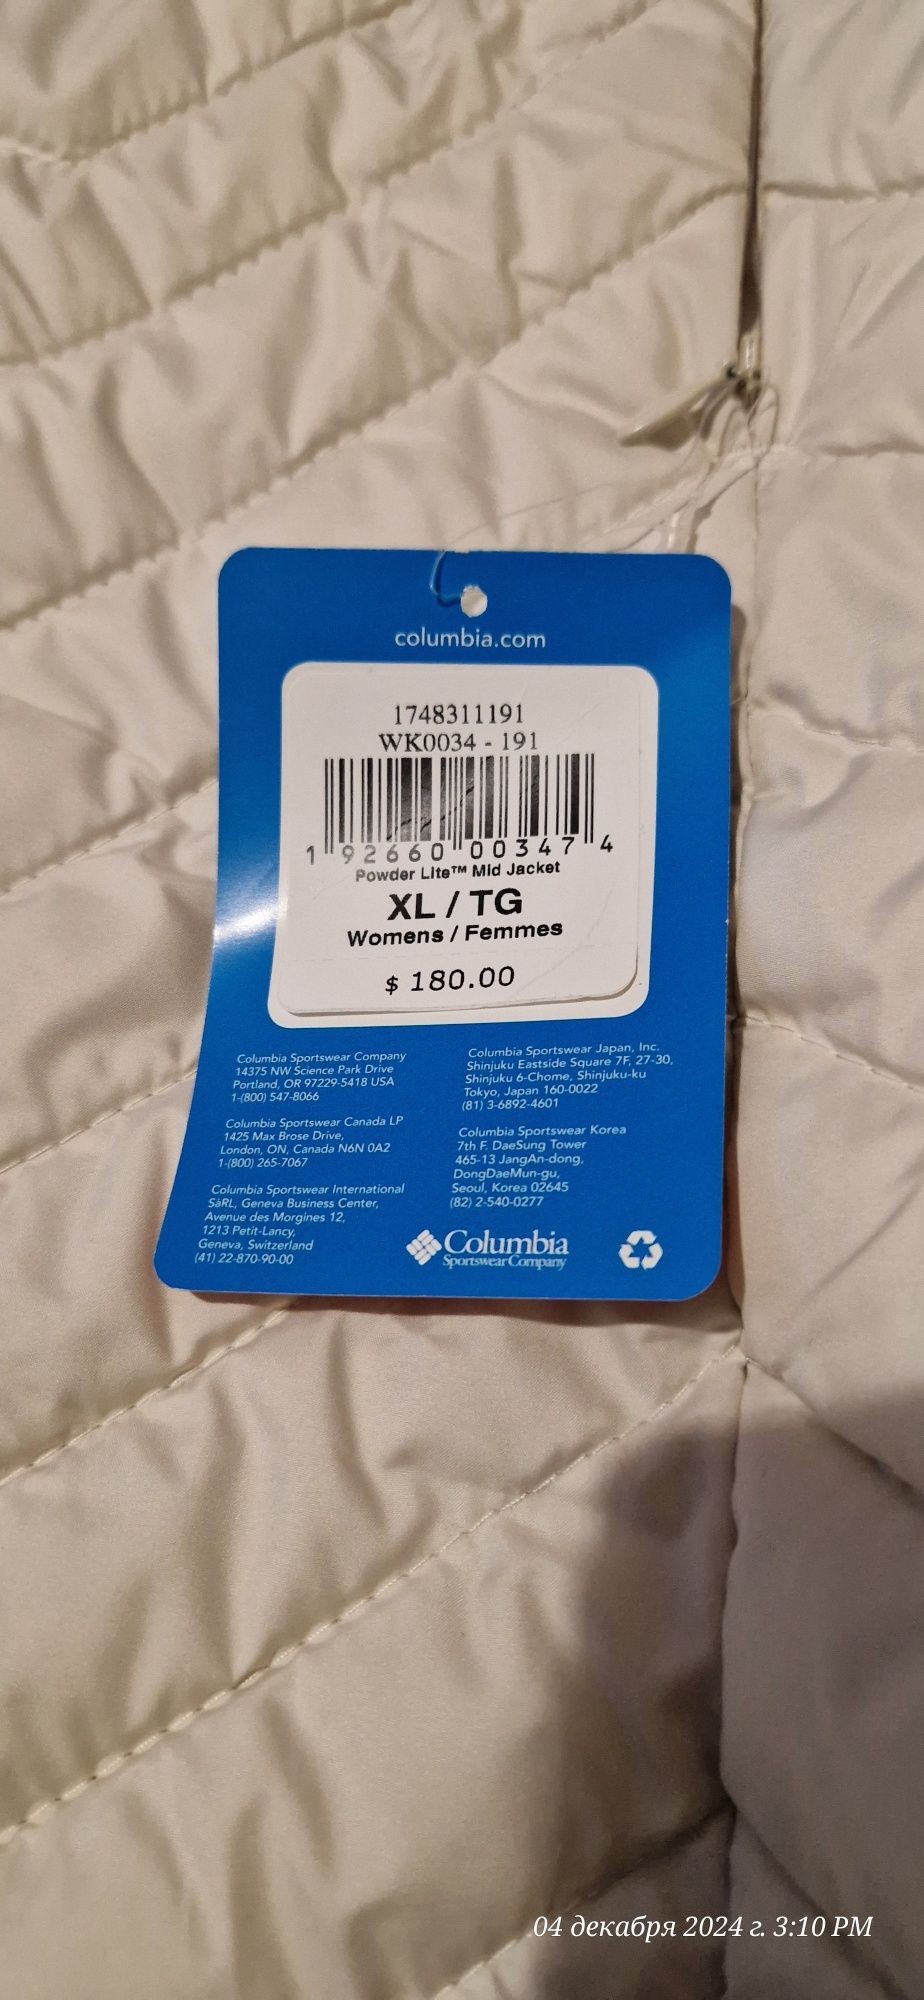 columbia.com
1748311191
WK0034 - 191
1 92660 00347 4
Powder Lite™ Mid Jacket
XL / TG
Womens / Femmes
$ 180.00
Columbia Sportswear Company
14375 NW Science Park Drive
Portland, OR 97229-5418 USA
1-(800) 547-8066
Columbia Sportswear Canada LP
1425 Max Brose Drive,
London, ON, Canada N6N 0A2
1-(800) 265-7067
Columbia Sportswear International
SàRL, Geneva Business Center,
Avenue des Morgines 12,
1213 Petit-Lancy,
Geneva, Switzerland
(41) 22-870-90-00
Columbia Sportswear Japan, Inc.
Shinjuku Eastside Square 7F, 27-30,
Shinjuku 6-Chome, Shinjuku-ku
Tokyo, Japan 160-0022
(81) 3-6892-4601
Columbia Sportswear Korea
7th F. DaeSung Tower
465-13 JangAn-dong,
DongDaeMun-gu,
Seoul, Korea 02645
(82) 2-540-0277
Columbia
Sportswear Company
04 декабря 2024 г. 3:10 PM